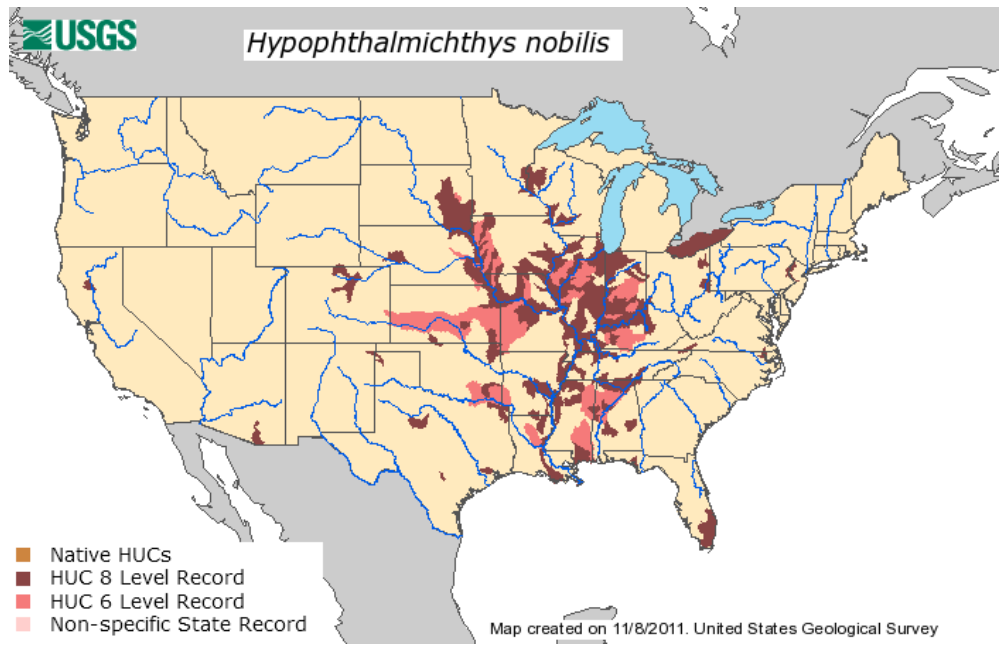 USGS
Hypophthalmichthys nobilis
Native HUCs
HUC 8 Level Record
HUC 6 Level Record
Non-specific State Record
Map created on 11/8/2011. United States Geological Survey